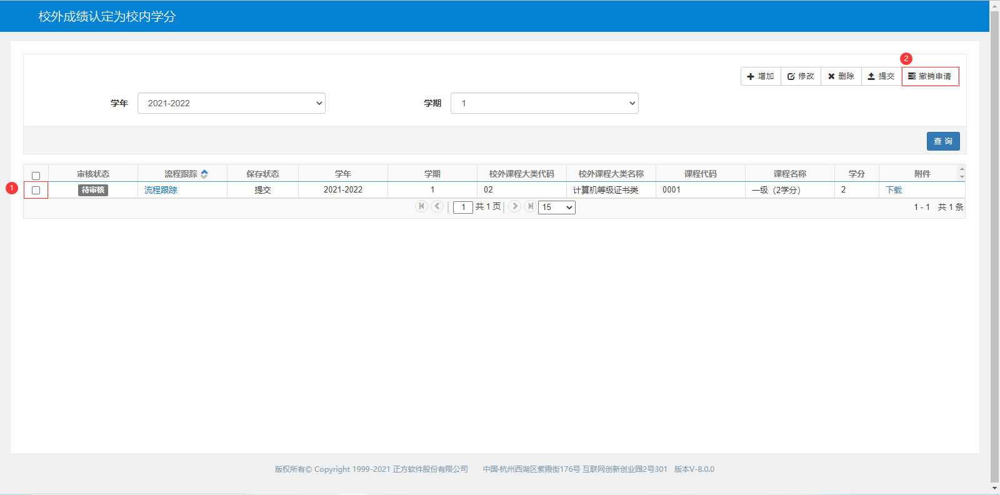 校外成绩认定为校内学分
2
增加 修改 删除 提交 撤销申请
学年 2021-2022 学期 1
查 询
审核状态 流程跟踪 保存状态 学年 学期 校外课程大类代码 校外课程大类名称 课程代码 课程名称 学分 附件
1 待审核 流程跟踪 提交 2021-2022 1 02 计算机等级证书类 0001 一级（2学分） 2 下载
1 共 1 页 15 1 - 1 共 1 条
版权所有© Copyright 1999-2021 正方软件股份有限公司 中国·杭州西湖区紫霞街176号 互联网创新创业园2号301 版本V-8.0.0